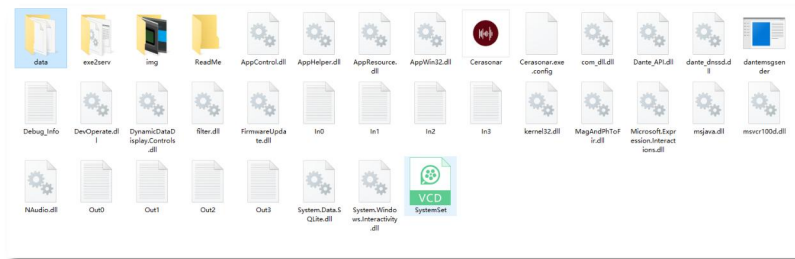 data
exe2serv
img
ReadMe
AppControl.dll
AppHelper.dll
AppResource.
dll
AppWin32.dll
Cerasonar
Cerasonar.exe
.config
com_dll.dll
Dante_API.dll
dante_dnssd.d
ll
dantemsgsen
der
Debug_Info
DevOperate.dl
l
DynamicDataD
isplay.Controls
.dll
filter.dll
FirmwareUpda
te.dll
In0
In1
In2
In3
kernel32.dll
MagAndPhToF
ir.dll
Microsoft.Expr
ession.Interact
ions.dll
msjava.dll
msvcr100d.dll
NAudio.dll
Out0
Out1
Out2
Out3
System.Data.S
QLite.dll
System.Windo
ws.Interactivity
.dll
VCD
SystemSet